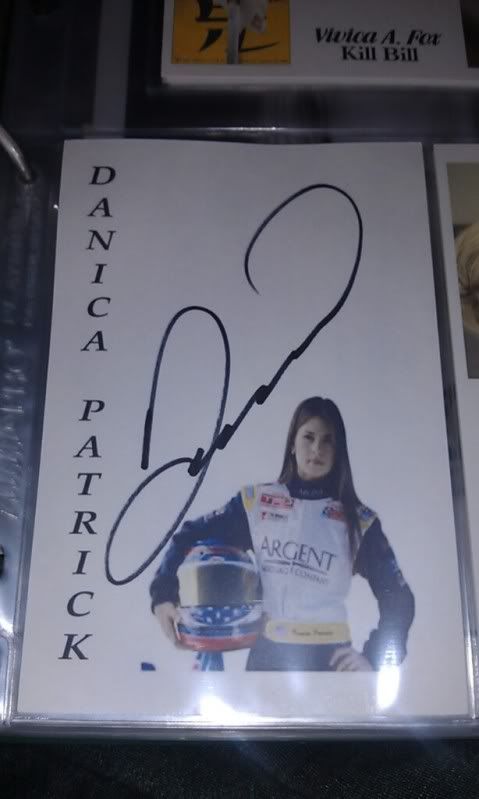 Vivica A. Fox
Kill Bill
DANICA PATRICK
ARGENT